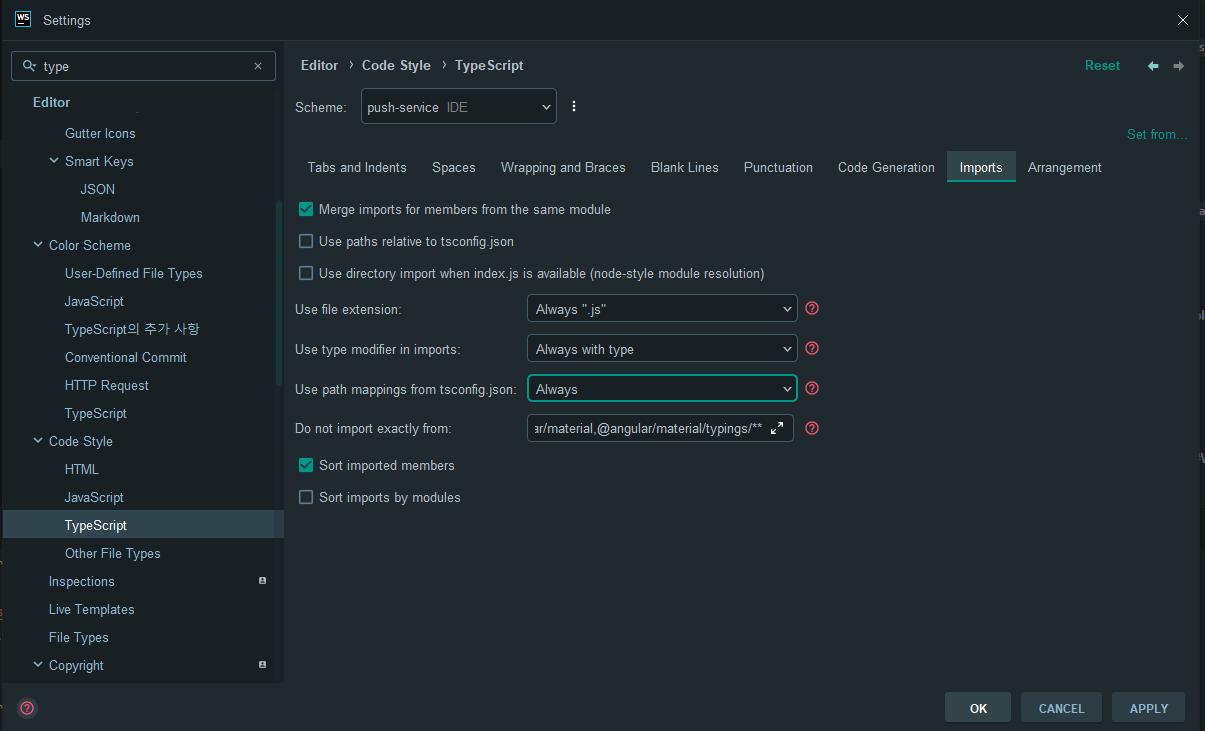 WS Settings
type
Editor
Gutter Icons
Smart Keys
JSON
Markdown
Color Scheme
User-Defined File Types
JavaScript
TypeScript의 추가 사항
Conventional Commit
HTTP Request
TypeScript
Code Style
HTML
JavaScript
TypeScript
Other File Types
Inspections
Live Templates
File Types
Copyright
Editor › Code Style › TypeScript
Reset
Scheme: push-service IDE
Set from...
Tabs and Indents Spaces Wrapping and Braces Blank Lines Punctuation Code Generation Imports Arrangement
Merge imports for members from the same module
Use paths relative to tsconfig.json
Use directory import when index.js is available (node-style module resolution)
Use file extension: Always ".js" ?
Use type modifier in imports: Always with type ?
Use path mappings from tsconfig.json: Always ?
Do not import exactly from: ar/material,@angular/material/typings/** ?
Sort imported members
Sort imports by modules
? OK CANCEL APPLY